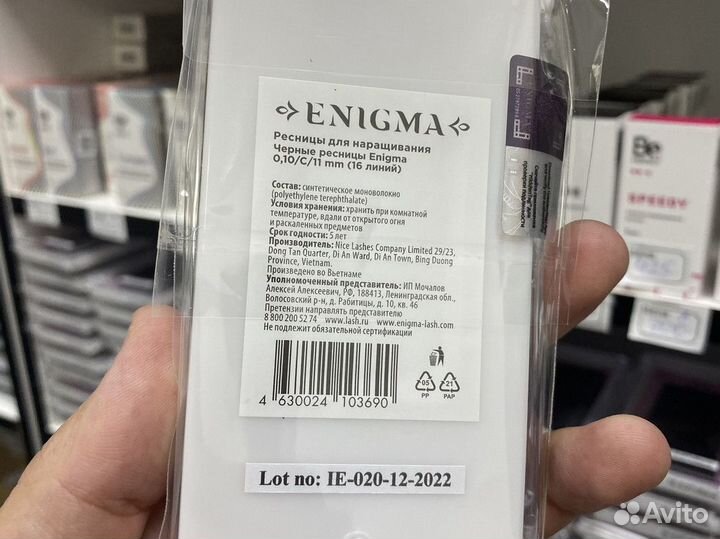 ENIGMA
Ресницы для наращивания
Черные ресницы Enigma
0,10/C/11 mm (16 линий)
Состав: синтетическое моноволокно
(polyethylene terephthalate)
Условия хранения: хранить при комнатной
температуре, вдали от открытого огня
и раскаленных предметов
Срок годности: 5 лет
Производитель: Nice Lashes Company Limited 29/23,
Dong Tan Quarter, Di An Ward, Di An Town, Bing Duong
Province, Vietnam.
Произведено во Вьетнаме
Уполномоченный представитель: ИП Мочалов
Алексей Алексеевич, РФ, 188413, Ленинградская обл.,
Волосовский р-н, д. Рабитицы, д. 10, кв. 46
Претензии направлять представителю
8 800 200 52 74 www.lash.ru www.enigma-lash.com
Не подлежит обязательной сертификации
4 630024 103690
05
PP
21
PAP
Lot no: IE-020-12-2022
ENIGMA
Be
SPEEDY
Avito